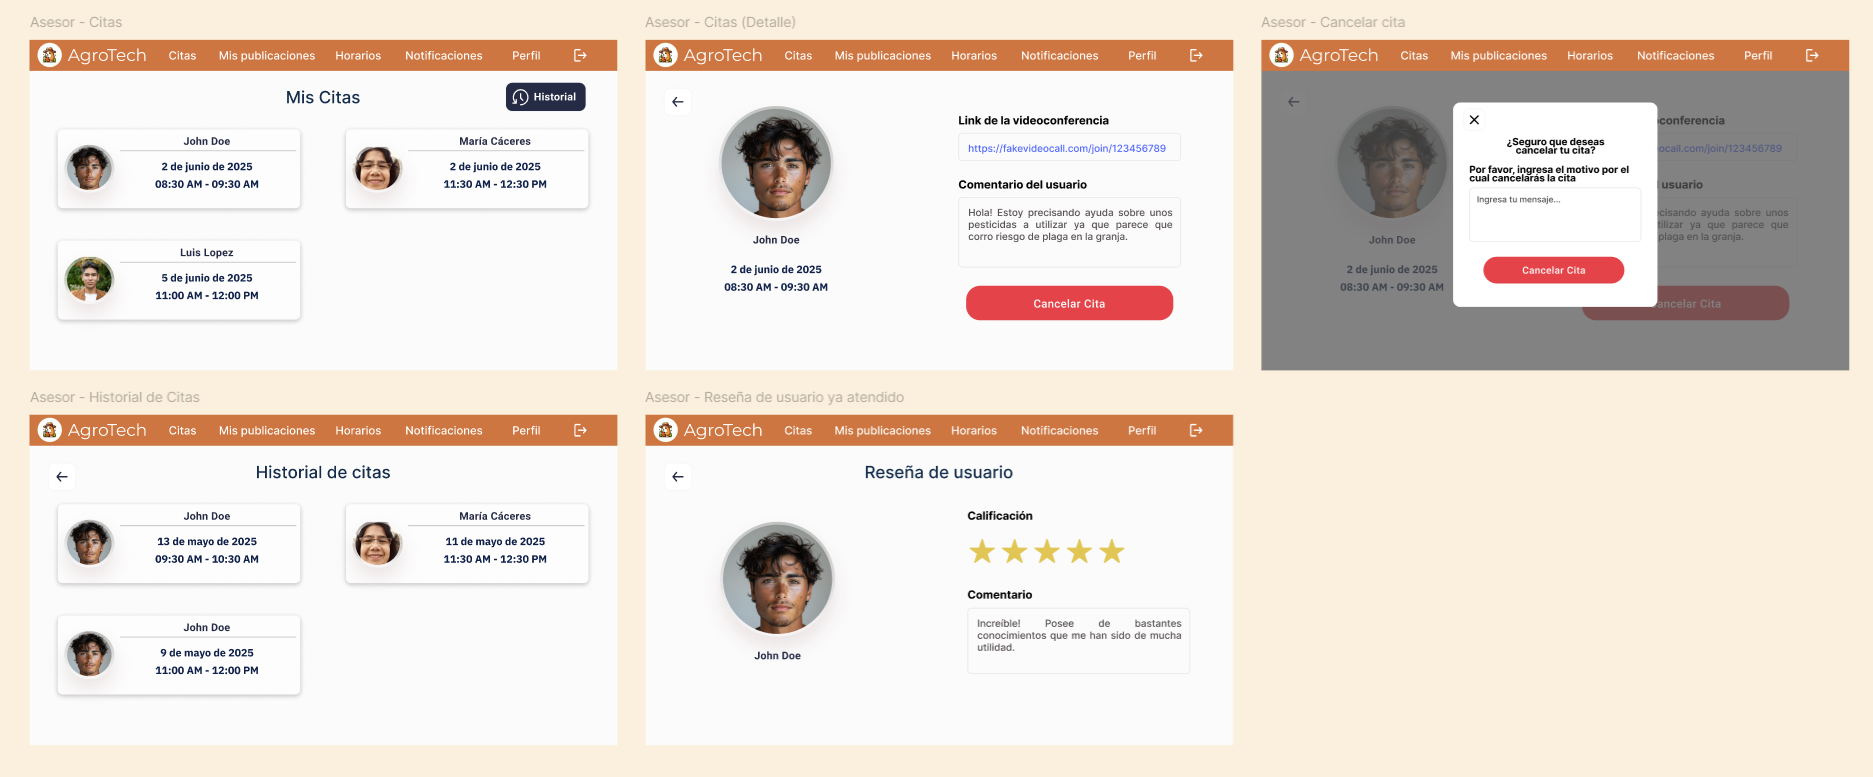 Asesor - Citas
AgroTech Citas Mis publicaciones Horarios Notificaciones Perfil
Mis Citas
Historial
John Doe
2 de junio de 2025
08:30 AM - 09:30 AM
María Cáceres
2 de junio de 2025
11:30 AM - 12:30 PM
Luis Lopez
5 de junio de 2025
11:00 AM - 12:00 PM
Asesor - Citas (Detalle)
AgroTech Citas Mis publicaciones Horarios Notificaciones Perfil
John Doe
2 de junio de 2025
08:30 AM - 09:30 AM
Link de la videoconferencia
https://fakevideocall.com/join/123456789
Comentario del usuario
Hola! Estoy precisando ayuda sobre unos
pesticidas a utilizar ya que parece que
corro riesgo de plaga en la granja.
Cancelar Cita
Asesor - Cancelar cita
AgroTech Citas Mis publicaciones Horarios Notificaciones Perfil
John Doe
2 de junio de 2025
08:30 AM - 09:30 AM
conferencia
ocall.com/join/123456789
usuario
ecisando ayuda sobre unos
tilizar ya que parece que
plaga en la granja.
ancelar Cita
¿Seguro que deseas
cancelar tu cita?
Por favor, ingresa el motivo por el
cual cancelarás la cita
Ingresa tu mensaje...
Cancelar Cita
Asesor - Historial de Citas
AgroTech Citas Mis publicaciones Horarios Notificaciones Perfil
Historial de citas
John Doe
13 de mayo de 2025
09:30 AM - 10:30 AM
María Cáceres
11 de mayo de 2025
11:30 AM - 12:30 PM
John Doe
9 de mayo de 2025
11:00 AM - 12:00 PM
Asesor - Reseña de usuario ya atendido
AgroTech Citas Mis publicaciones Horarios Notificaciones Perfil
Reseña de usuario
John Doe
Calificación
Comentario
Increíble! Posee de bastantes
conocimientos que me han sido de mucha
utilidad.